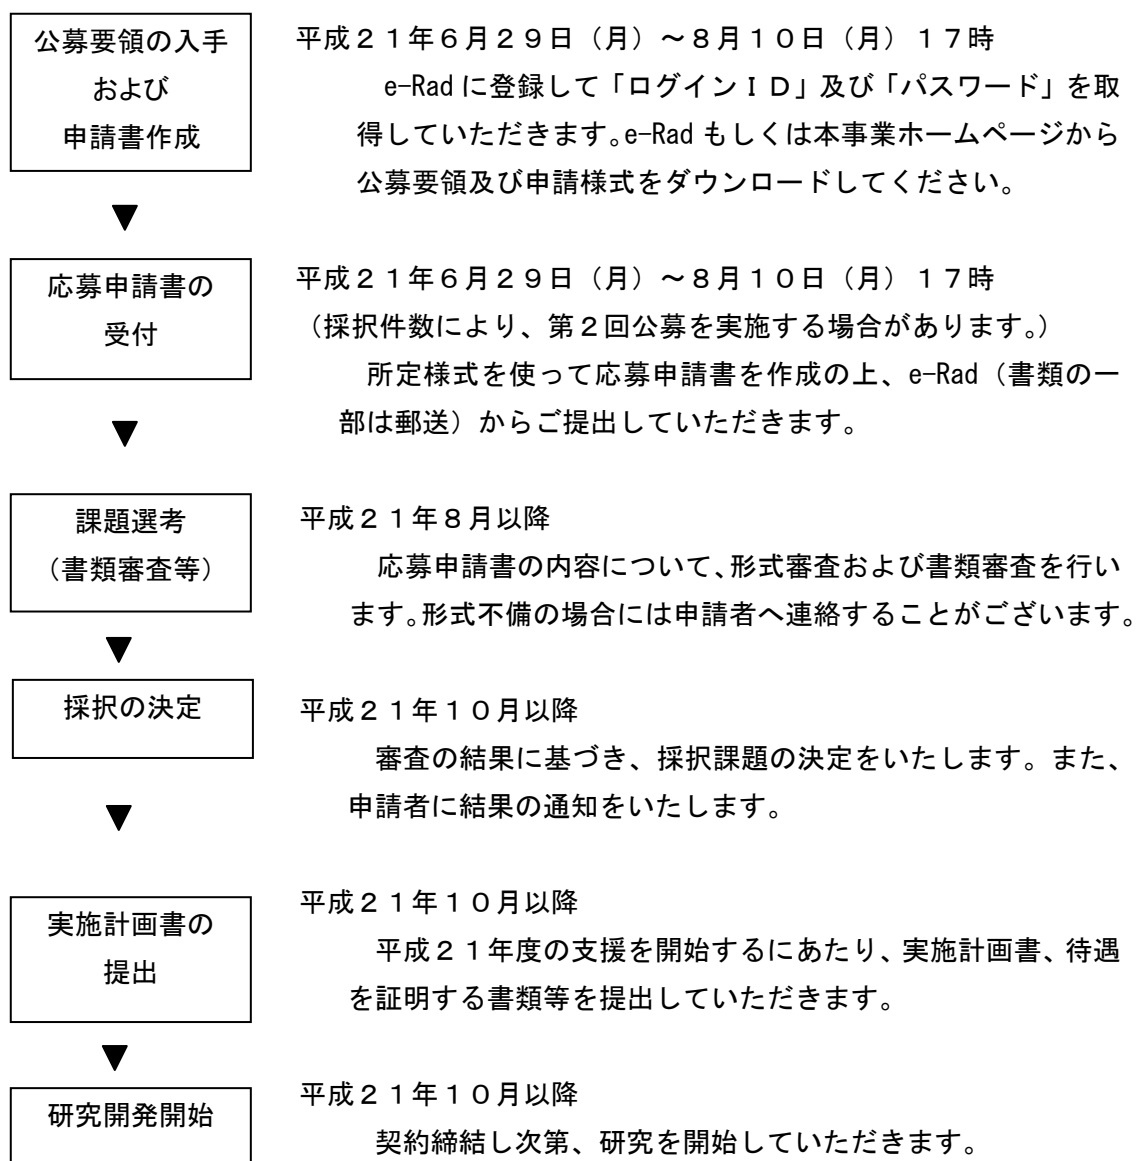 公募要領の入手
および
申請書作成
平成２１年６月２９日（月）～８月１０日（月）１７時
e-Rad に登録して「ログインＩＤ」及び「パスワード」を取
得していただきます。e-Rad もしくは本事業ホームページから
公募要領及び申請様式をダウンロードしてください。
▼
応募申請書の
受付
平成２１年６月２９日（月）～８月１０日（月）１７時
（採択件数により、第２回公募を実施する場合があります。）
所定様式を使って応募申請書を作成の上、e-Rad（書類の一
部は郵送）からご提出していただきます。
▼
課題選考
（書類審査等）
平成２１年８月以降
応募申請書の内容について、形式審査および書類審査を行い
ます。形式不備の場合には申請者へ連絡することがございます。
▼
採択の決定
平成２１年１０月以降
審査の結果に基づき、採択課題の決定をいたします。また、
申請者に結果の通知をいたします。
▼
実施計画書の
提出
平成２１年１０月以降
平成２１年度の支援を開始するにあたり、実施計画書、待遇
を証明する書類等を提出していただきます。
▼
研究開発開始
平成２１年１０月以降
契約締結し次第、研究を開始していただきます。